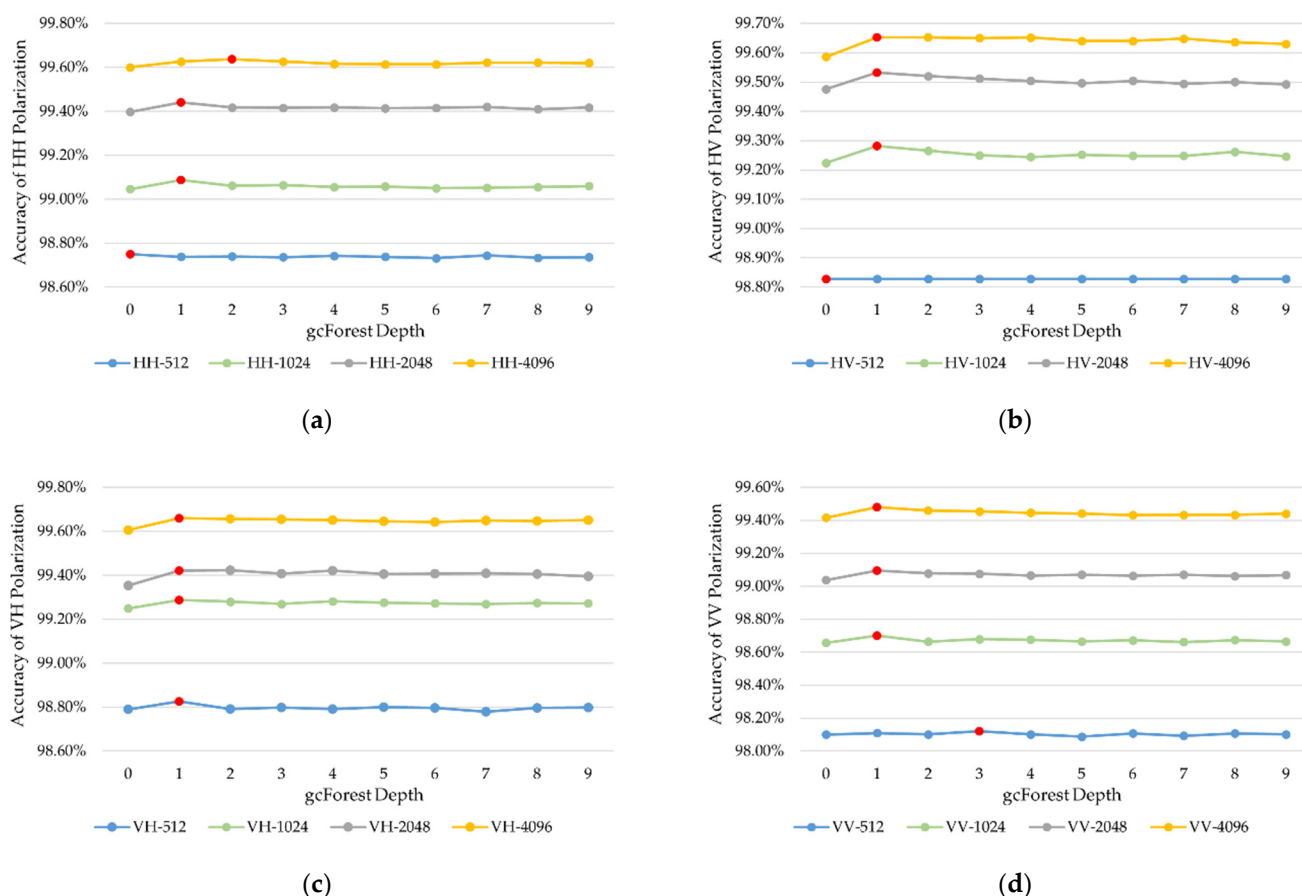 Accuracy of HH Polarization
99.80%
99.60%
99.40%
99.20%
99.00%
98.80%
98.60%
0 1 2 3 4 5 6 7 8 9
gcForest Depth
HH-512 HH-1024 HH-2048 HH-4096
(a)
Accuracy of HV Polarization
99.70%
99.60%
99.50%
99.40%
99.30%
99.20%
99.10%
99.00%
98.90%
98.80%
0 1 2 3 4 5 6 7 8 9
gcForest Depth
HV-512 HV-1024 HV-2048 HV-4096
(b)
Accuracy of VH Polarization
99.80%
99.60%
99.40%
99.20%
99.00%
98.80%
98.60%
0 1 2 3 4 5 6 7 8 9
gcForest Depth
VH-512 VH-1024 VH-2048 VH-4096
(c)
Accuracy of VV Polarization
99.60%
99.40%
99.20%
99.00%
98.80%
98.60%
98.40%
98.20%
98.00%
0 1 2 3 4 5 6 7 8 9
gcForest Depth
VV-512 VV-1024 VV-2048 VV-4096
(d)